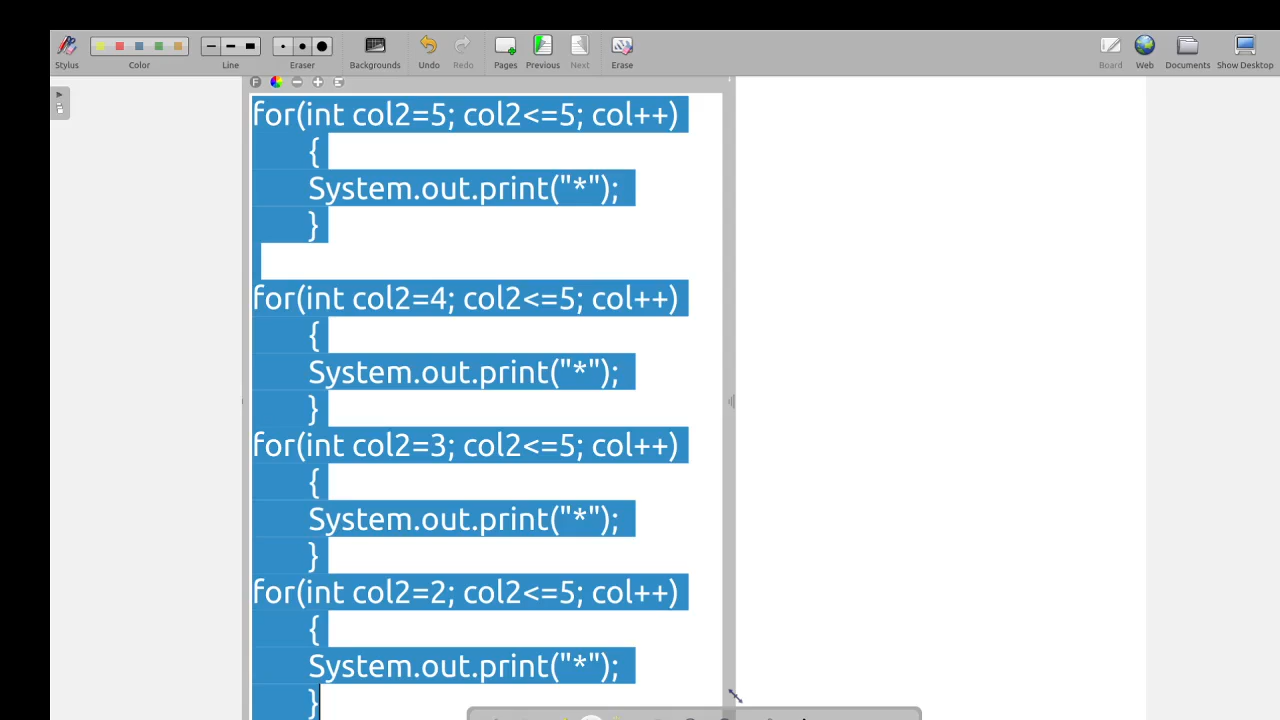 Stylus
Color
Line
Eraser
Backgrounds
Undo
Redo
Pages
Previous
Next
Erase
Board
Web
Documents
Show Desktop
for(int col2=5; col2<=5; col++)
{
System.out.print("*");
}
for(int col2=4; col2<=5; col++)
{
System.out.print("*");
}
for(int col2=3; col2<=5; col++)
{
System.out.print("*");
}
for(int col2=2; col2<=5; col++)
{
System.out.print("*");
}